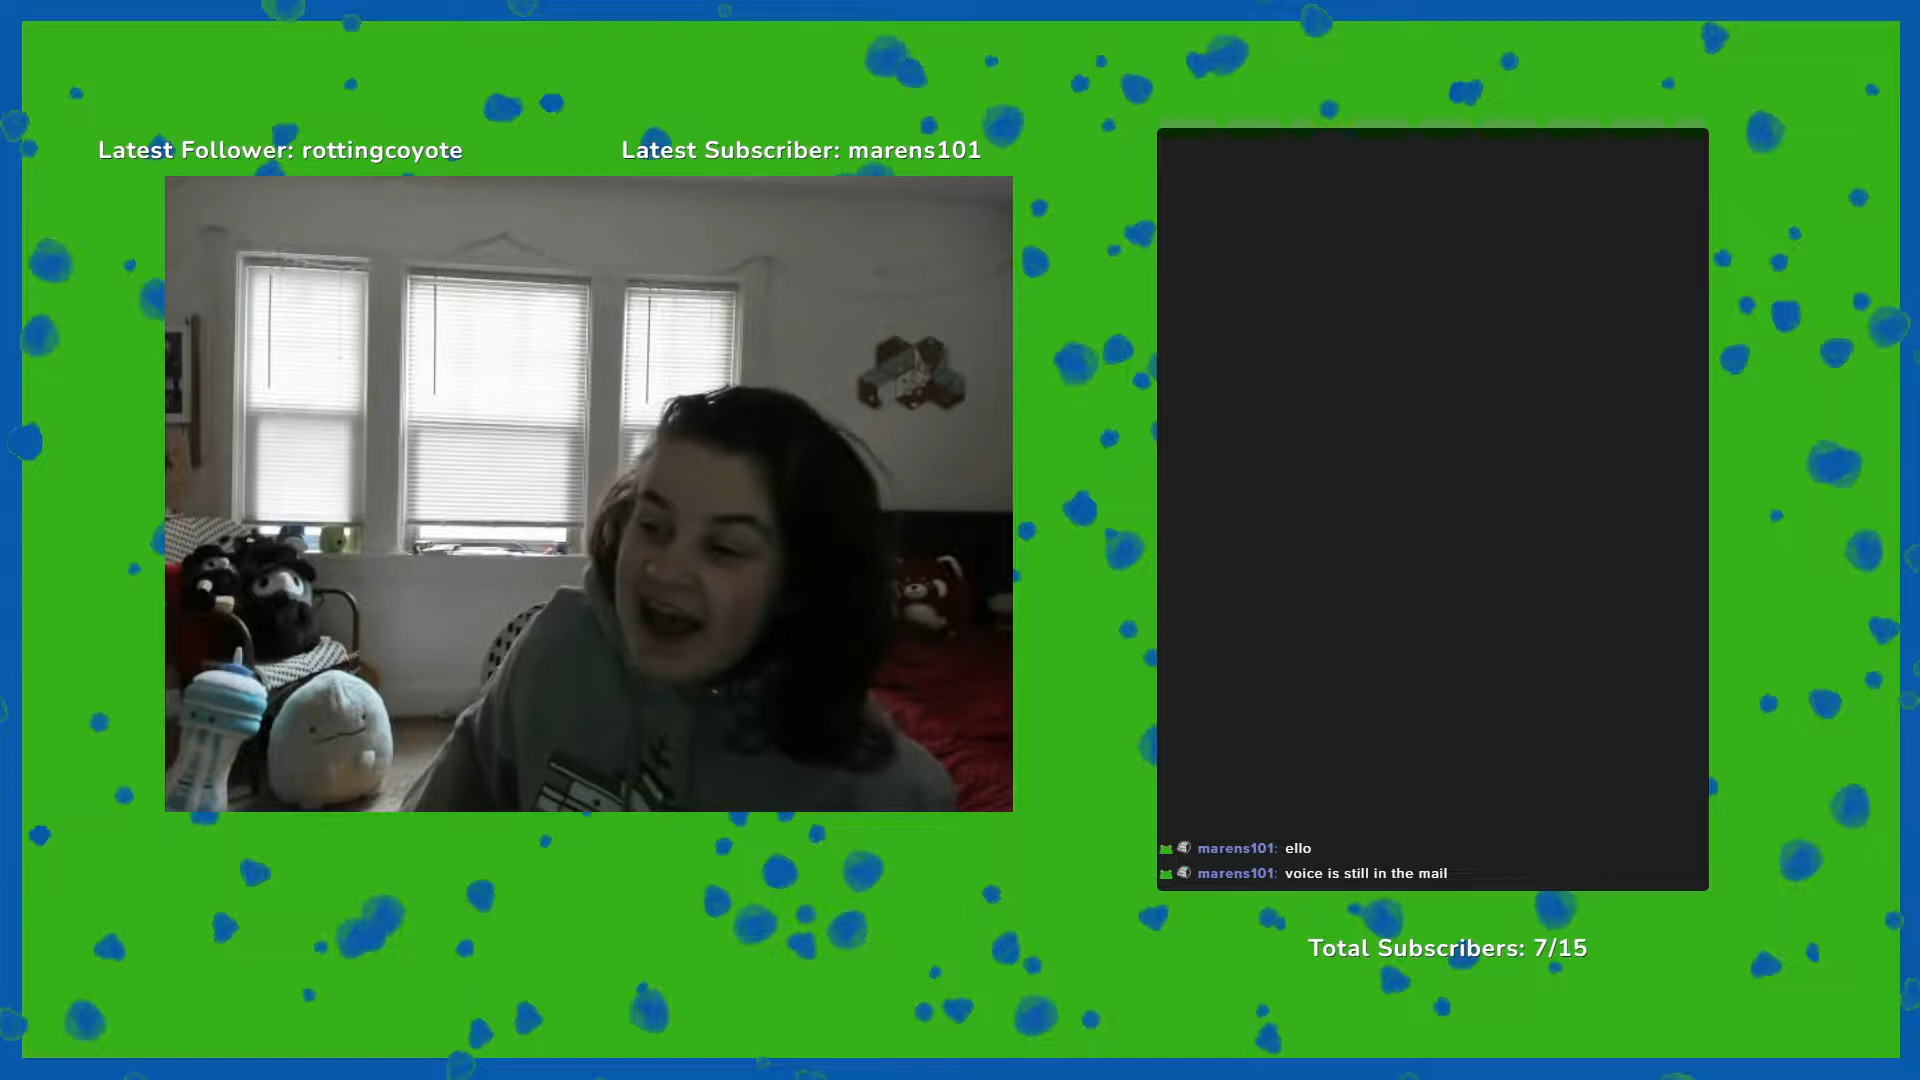 Latest Follower: rottingcoyote
Latest Subscriber: marens101
marens101: ello
marens101: voice is still in the mail
Total Subscribers: 7/15